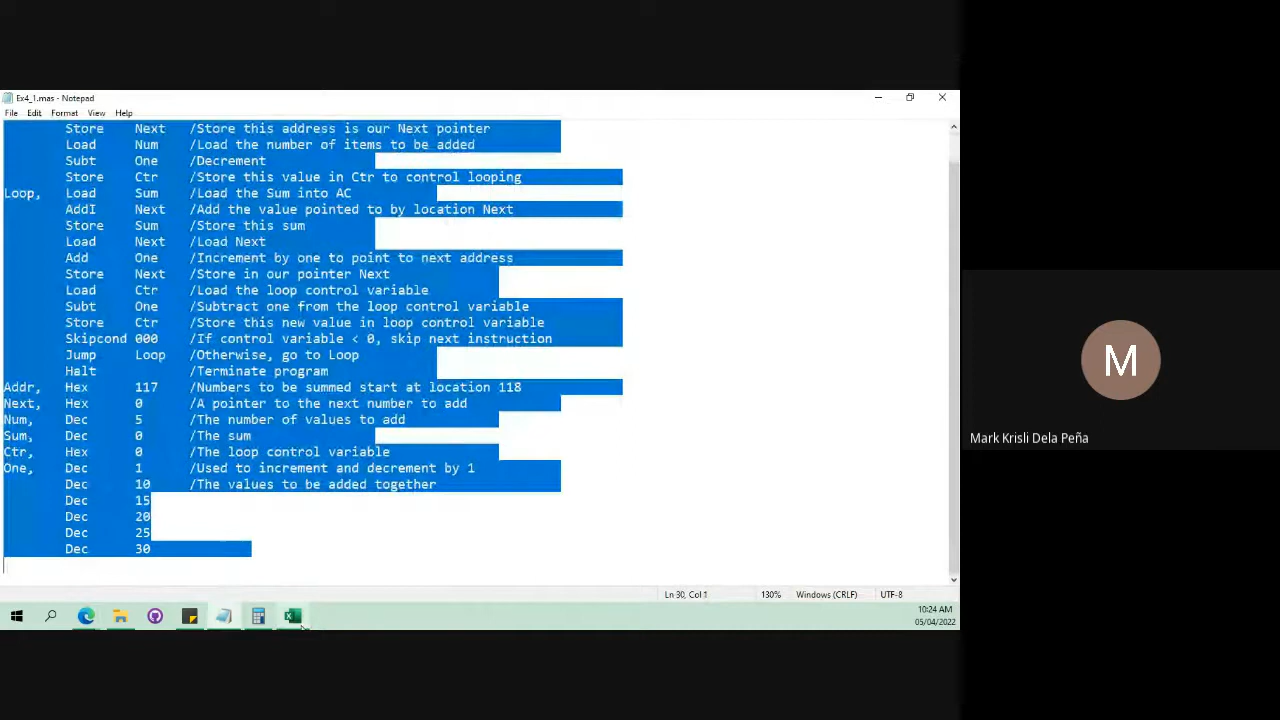 Ex4_1.mas - Notepad
File Edit Format View Help
Store Next /Store this address is our Next pointer
Load Num /Load the number of items to be added
Subt One /Decrement
Store Ctr /Store this value in Ctr to control looping
Loop, Load Sum /Load the Sum into AC
AddI Next /Add the value pointed to by location Next
Store Sum /Store this sum
Load Next /Load Next
Add One /Increment by one to point to next address
Store Next /Store in our pointer Next
Load Ctr /Load the loop control variable
Subt One /Subtract one from the loop control variable
Store Ctr /Store this new value in loop control variable
Skipcond 000 /If control variable < 0, skip next instruction
Jump Loop /Otherwise, go to Loop
Halt /Terminate program
Addr, Hex 117 /Numbers to be summed start at location 118
Next, Hex 0 /A pointer to the next number to add
Num, Dec 5 /The number of values to add
Sum, Dec 0 /The sum
Ctr, Hex 0 /The loop control variable
One, Dec 1 /Used to increment and decrement by 1
Dec 10 /The values to be added together
Dec 15
Dec 20
Dec 25
Dec 30
Ln 30, Col 1 130% Windows (CRLF) UTF-8
10:24 AM
05/04/2022
M
Mark Krisli Dela Peña